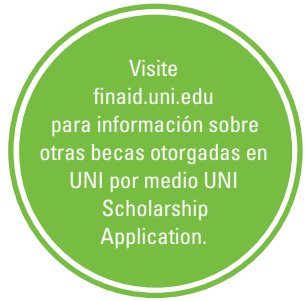 Visite
finaid.uni.edu
para información sobre
otras becas otorgadas en
UNI por medio UNI
Scholarship
Application.